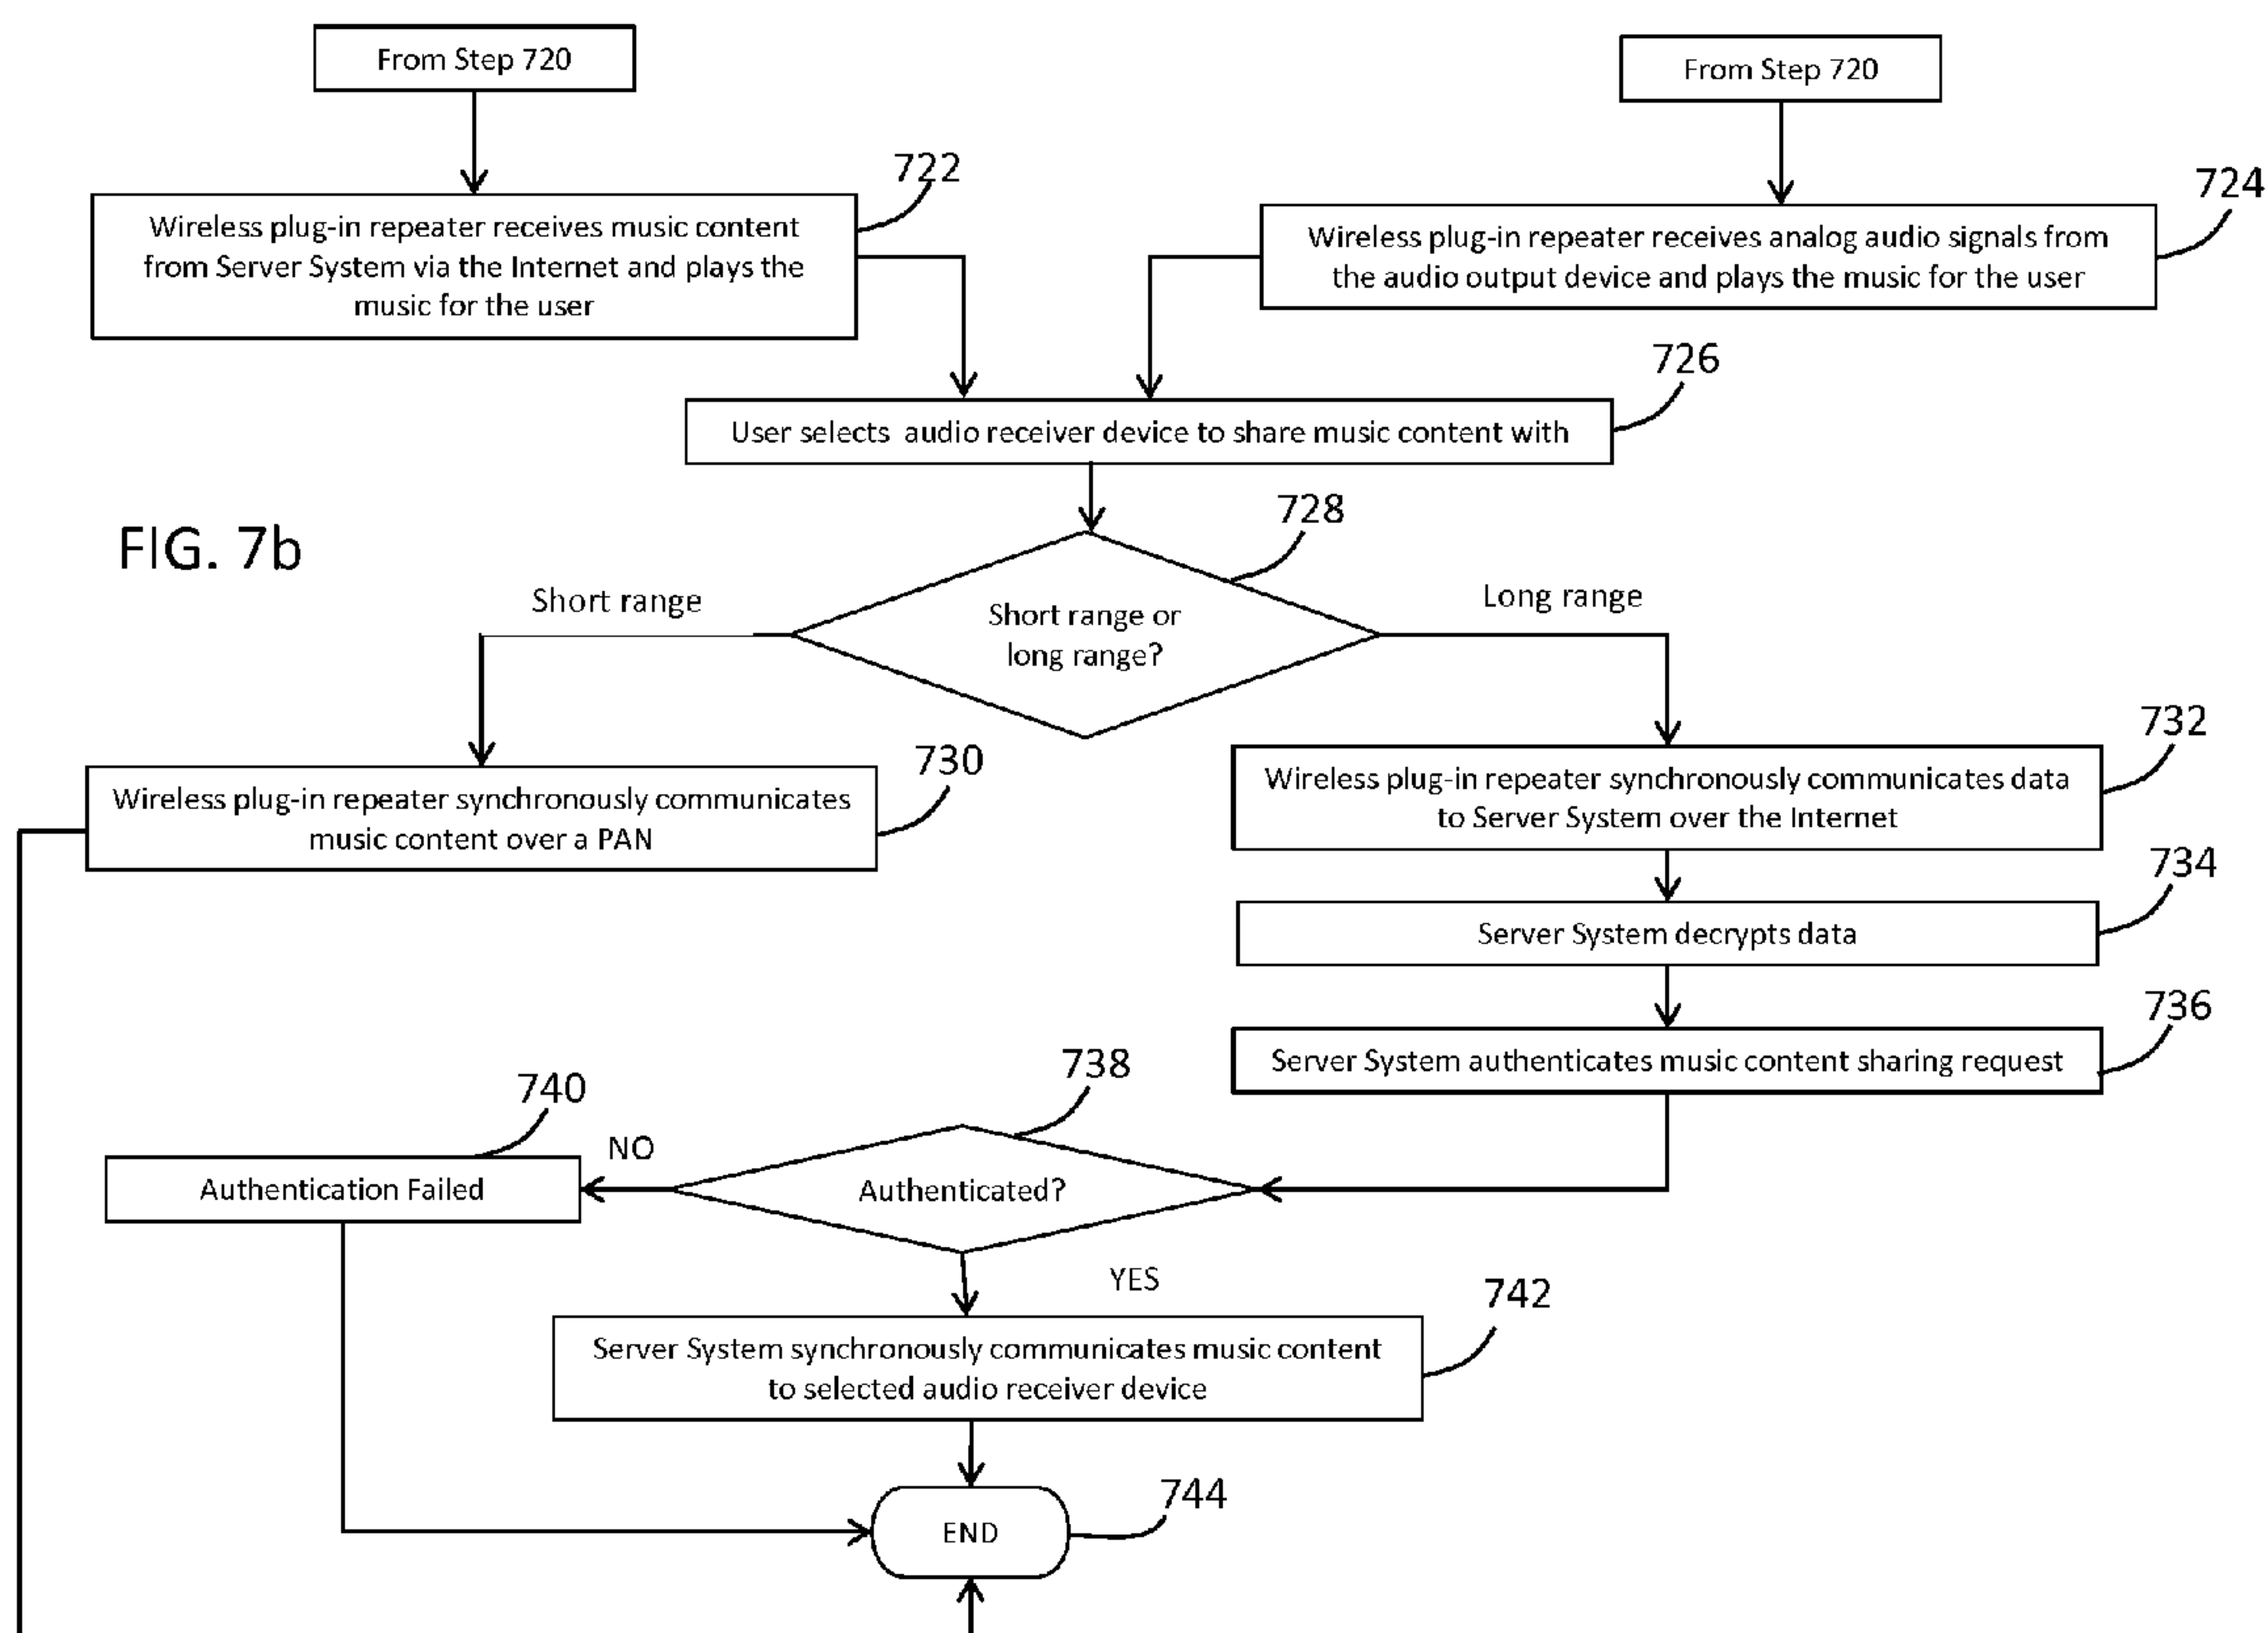 From Step 720
From Step 720
722
724
Wireless plug-in repeater receives music content
from Server System via the Internet and plays the
music for the user
Wireless plug-in repeater receives analog audio signals from
the audio output device and plays the music for the user
726
User selects audio receiver device to share music content with
728
FIG. 7b
Short range
Short range or
long range?
Long range
730
Wireless plug-in repeater synchronously communicates
music content over a PAN
732
Wireless plug-in repeater synchronously communicates data
to Server System over the Internet
734
Server System decrypts data
736
Server System authenticates music content sharing request
738
Authenticated?
740
NO
Authentication Failed
YES
742
Server System synchronously communicates music content
to selected audio receiver device
744
END